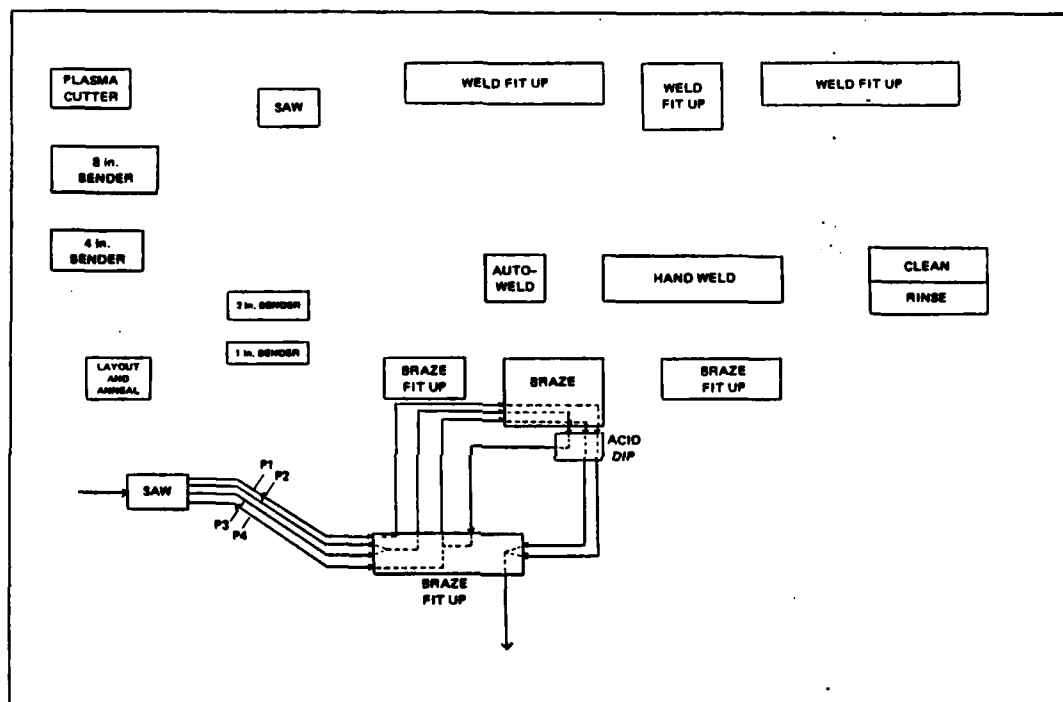 PLASMA
CUTTER
SAW
WELD FIT UP
WELD
FIT UP
WELD FIT UP
8 in.
BENDER
4 in.
BENDER
AUTO-
WELD
HAND WELD
CLEAN
RINSE
2 in. BENDER
1 in. BENDER
LAYOUT
AND
ANNEAL
BRAZE
FIT UP
BRAZE
BRAZE
FIT UP
ACID
DIP
P1
P2
SAW
P3
P4
BRAZE
FIT UP